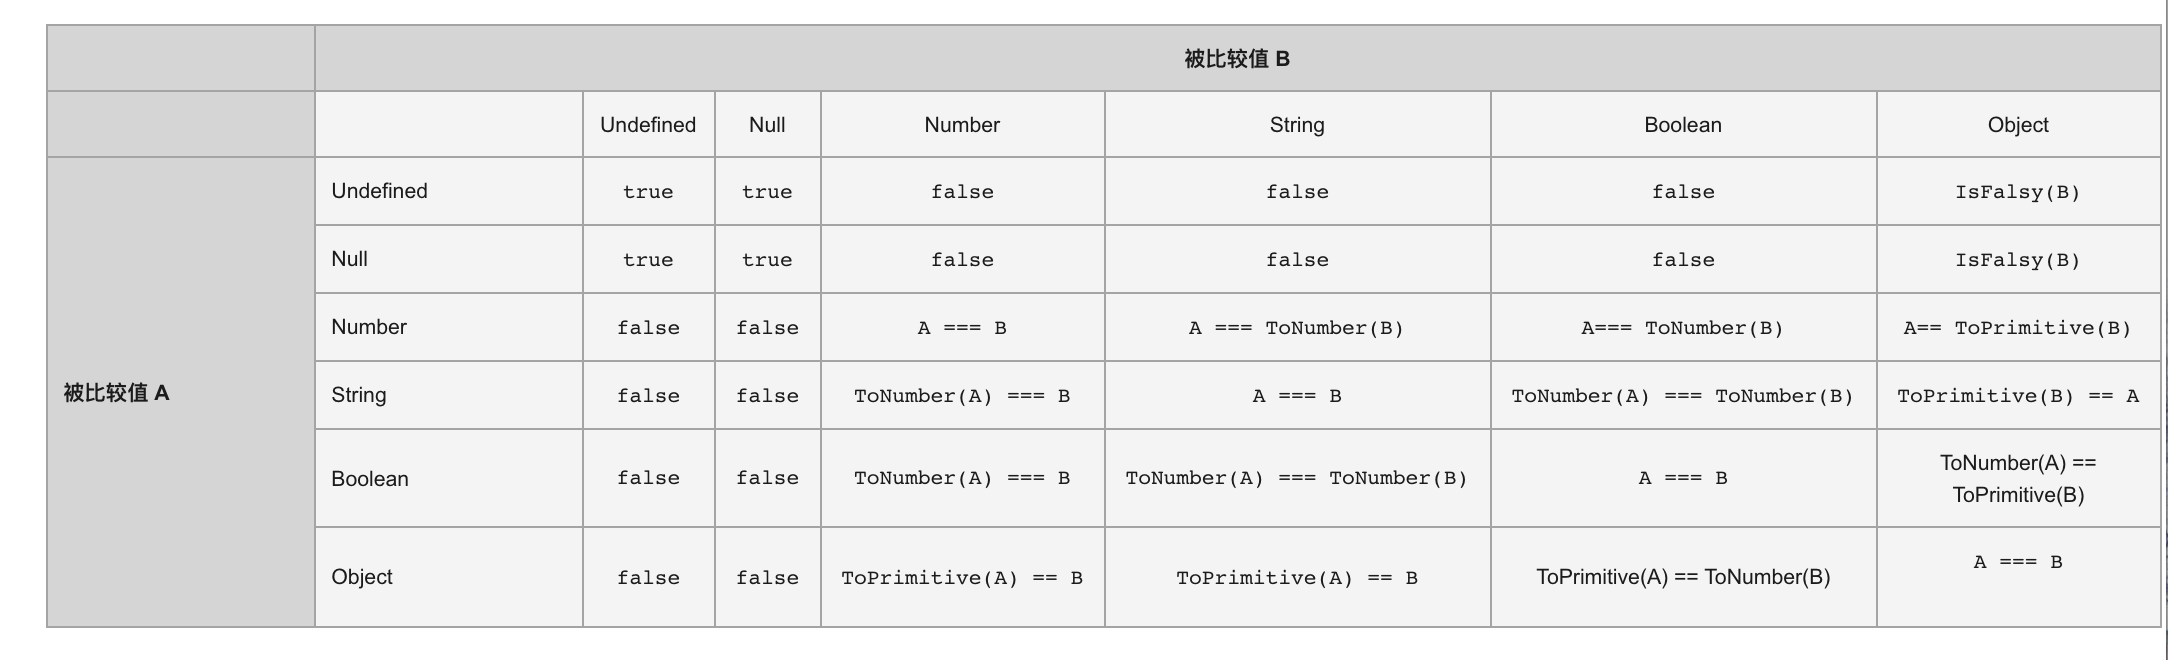 被比较值 B
Undefined Null Number String Boolean Object
Undefined true true false false false IsFalsy(B)
Null true true false false false IsFalsy(B)
Number false false A === B A === ToNumber(B) A=== ToNumber(B) A== ToPrimitive(B)
被比较值 A
String false false ToNumber(A) === B A === B ToNumber(A) === ToNumber(B) ToPrimitive(B) == A
Boolean false false ToNumber(A) === B ToNumber(A) === ToNumber(B) A === B ToNumber(A) ==
ToPrimitive(B)
Object false false ToPrimitive(A) == B ToPrimitive(A) == B ToPrimitive(A) == ToNumber(B) A === B